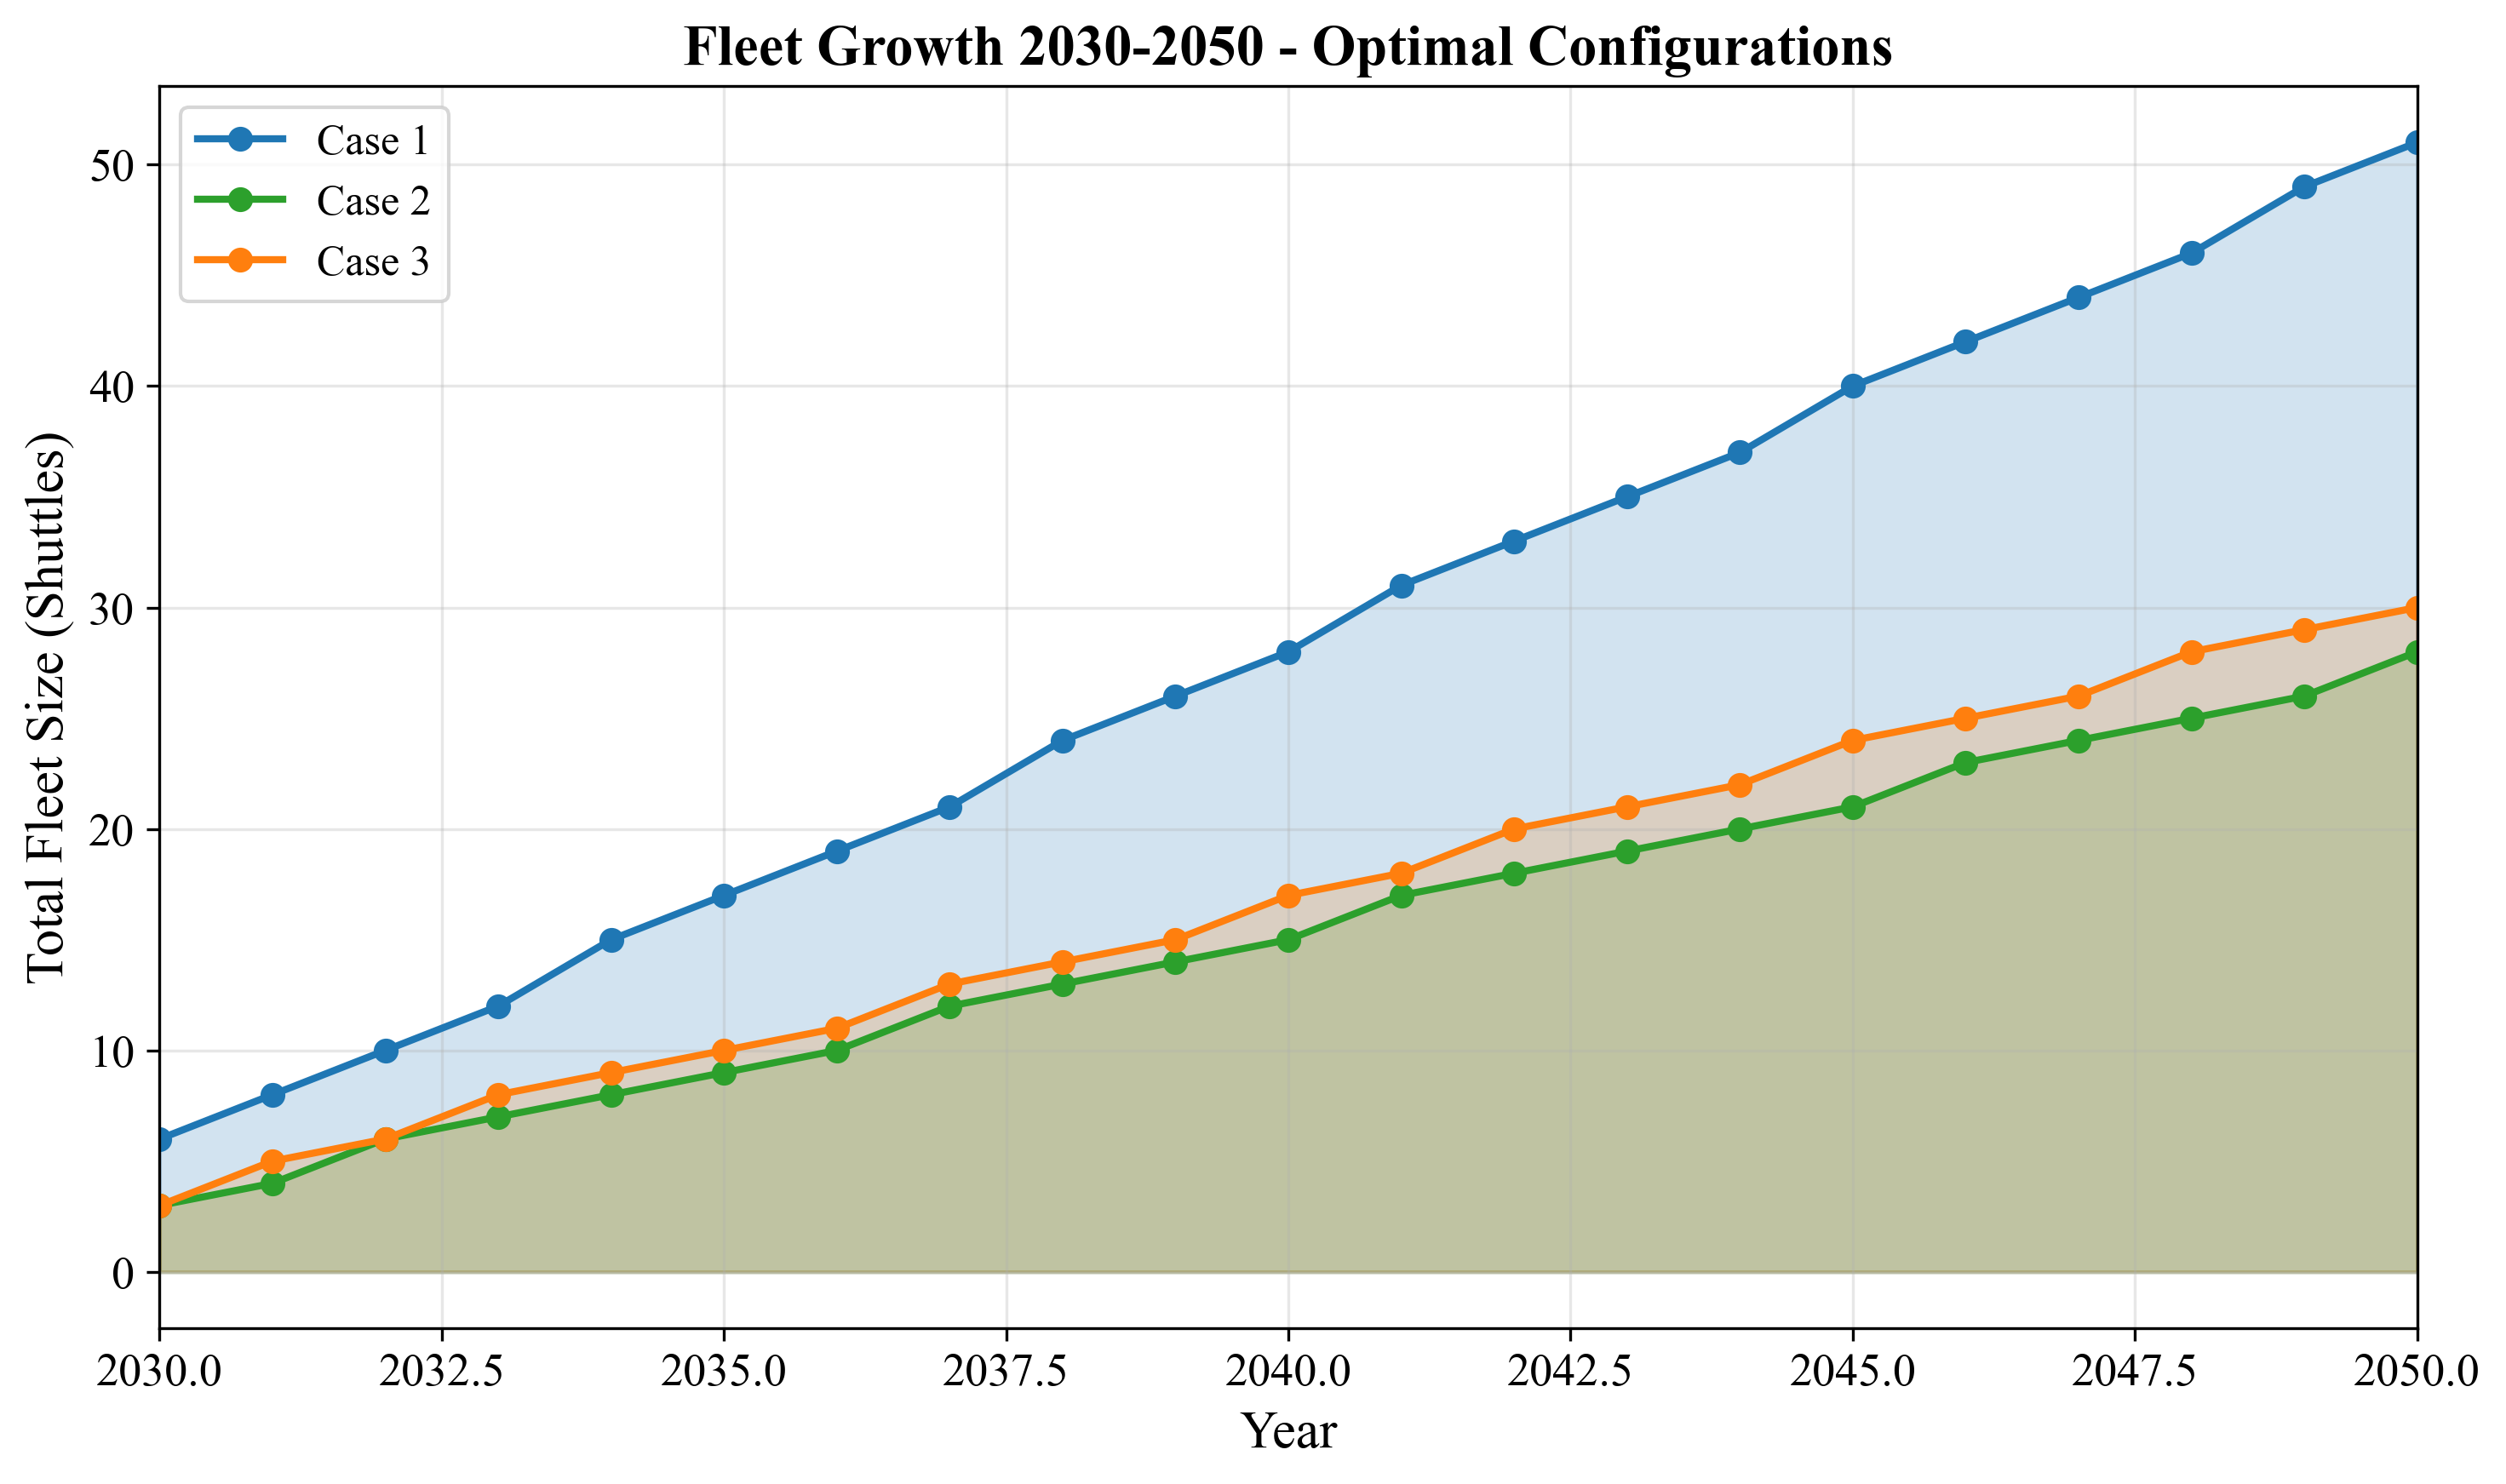 Fleet Growth 2030-2050 - Optimal Configurations
Case 1
Case 2
Case 3
Total Fleet Size (Shuttles)
50
40
30
20
10
0
2030.0 2032.5 2035.0 2037.5 2040.0 2042.5 2045.0 2047.5 2050.0
Year